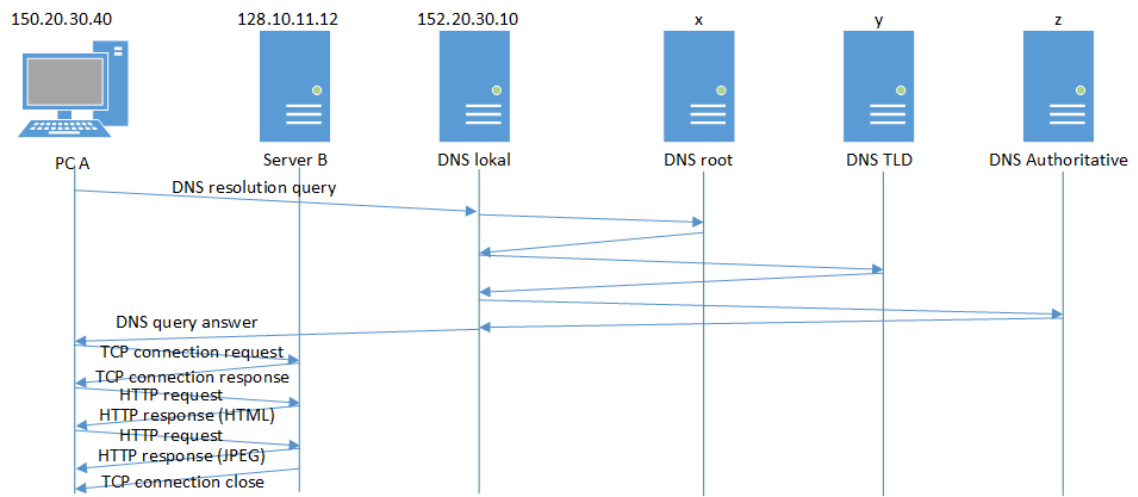 150.20.30.40 128.10.11.12 152.20.30.10 x y z
PC A Server B DNS lokal DNS root DNS TLD DNS Authoritative
DNS resolution query
DNS query answer
TCP connection request
TCP connection response
HTTP request
HTTP response (HTML)
HTTP request
HTTP response (JPEG)
TCP connection close